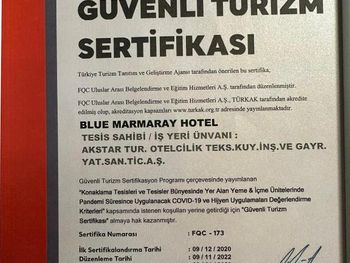 GÜVENLİ TURİZM
SERTİFİKASI
Türkiye Turizm Tanıtım ve Geliştirme Ajansı tarafından önerilen bu sertifika,
FQC Uluslar Arası Belgelendirme ve Eğitim Hizmetleri A.Ş. tarafından düzenlenmiştir.
FQC Uluslar Arası Belgelendirme ve Eğitim Hizmetleri A.Ş., TÜRKAK tarafından akredite
edilmiş olup, akreditasyon kapsamları www.turkak.org.tr adresinde yayınlanmaktadır.
BLUE MARMARAY HOTEL
TESİS SAHİBİ / İŞ YERİ ÜNVANI :
AKSTAR TUR. OTELCİLİK TEKS.KUY.İNŞ.VE GAYR.
YAT.SAN.TİC.A.Ş.
Güvenli Turizm Sertifikasyon Programı çerçevesinde yayınlanan
"Konaklama Tesisleri ve Tesisler Bünyesinde Yer Alan Yeme & İçme Ünitelerinde
Pandemi Süresince Uygulanacak COVID-19 ve Hijyen Uygulamaları Değerlendirme
Kriterleri" kapsamında istenen koşulları yerine getirdiği için "Güvenli Turizm
Sertifikası" almaya hak kazanmıştır.
Sertifika Numarası : FQC - 173
İlk Sertifikalandırma Tarihi : 09 / 12 / 2020
Düzenleme Tarihi : 09 / 11 / 2022